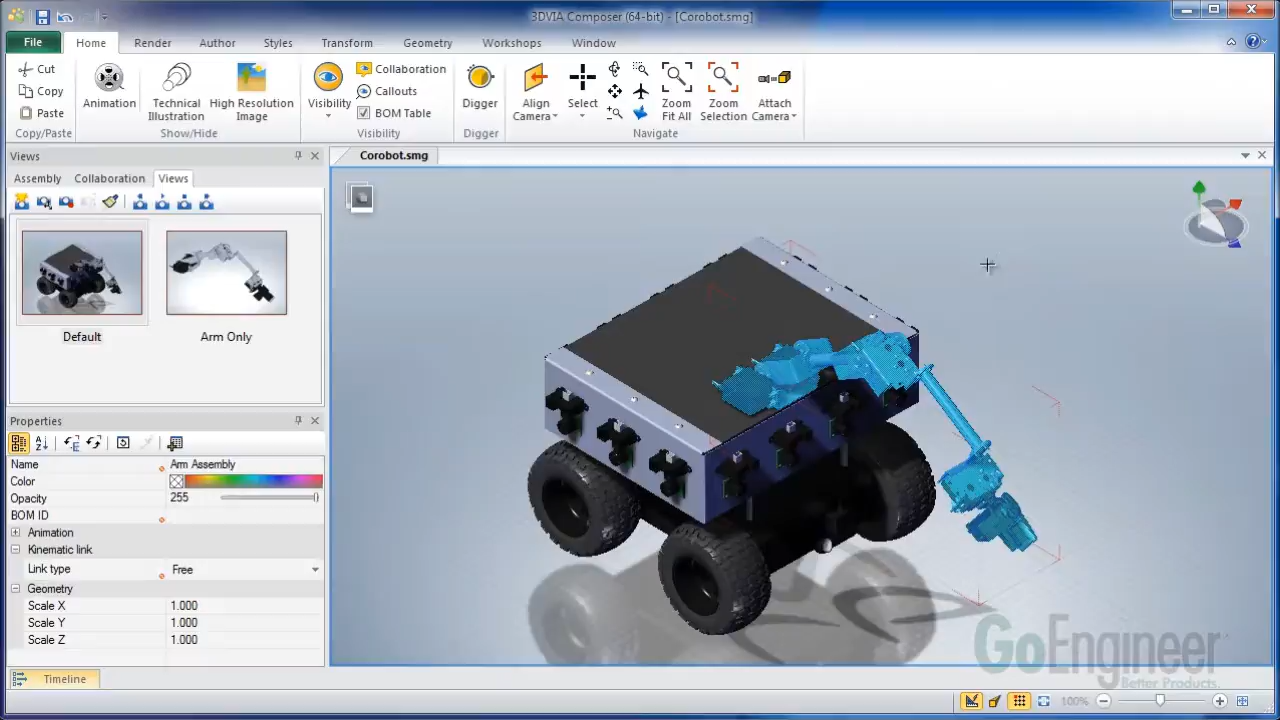 3DVIA Composer (64-bit) - [Corobot.smg]
File Home Render Author Styles Transform Geometry Workshops Window
Cut
Copy
Paste
Copy/Paste
Animation
Technical Illustration
High Resolution Image
Show/Hide
Visibility
Collaboration
Callouts
BOM Table
Visibility
Digger
Digger
Align Camera
Select
Zoom Fit All
Zoom Selection
Attach Camera
Navigate
Views
Corobot.smg
Assembly Collaboration Views
Default
Arm Only
Properties
Name Arm Assembly
Color
Opacity 255
BOM ID
Animation
Kinematic link
Link type Free
Geometry
Scale X 1.000
Scale Y 1.000
Scale Z 1.000
GoEngineer
Better Products.
Timeline
100%